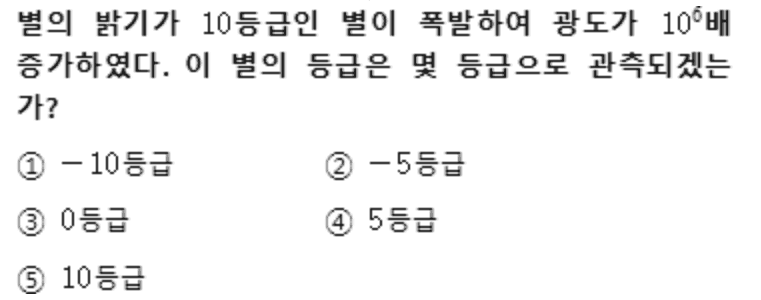 별의 밝기가 10등급인 별이 폭발하여 광도가 10⁶배
증가하였다. 이 별의 등급은 몇 등급으로 관측되겠는
가?
① －10등급 ② －5등급
③ 0등급 ④ 5등급
⑤ 10등급